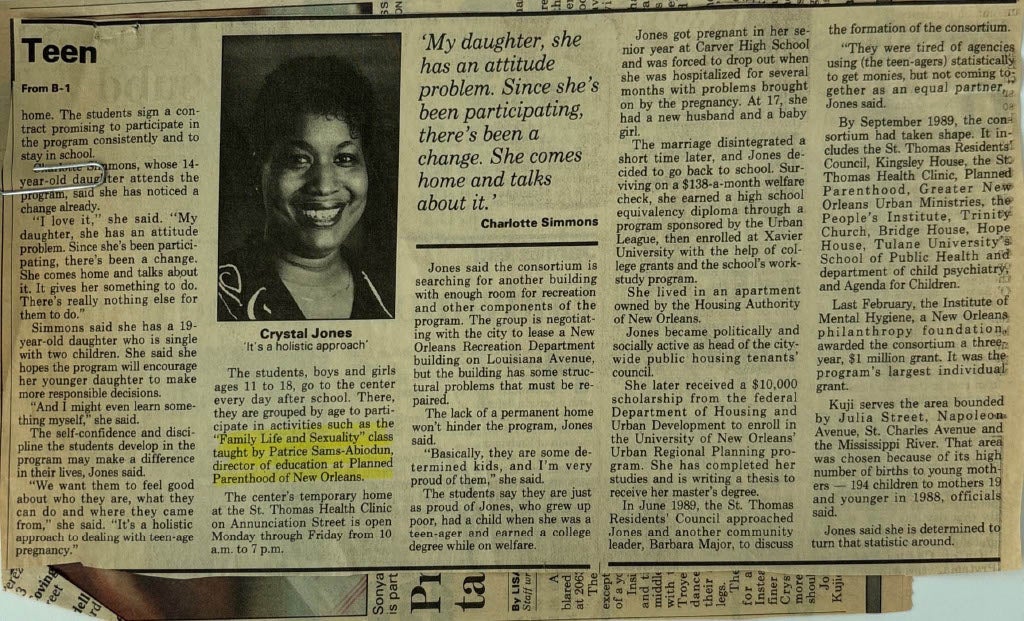 Teen
From B-1
home. The students sign a con-
tract promising to participate in
the program consistently and to
stay in school.
Charlotte Simmons, whose 14-
year-old daughter attends the
program, said she has noticed a
change already.
"I love it," she said. "My
daughter, she has an attitude
problem. Since she's been partici-
pating, there's been a change.
She comes home and talks about
it. It gives her something to do.
There's really nothing else for
them to do."
Simmons said she has a 19-
year-old daughter who is single
with two children. She said she
hopes the program will encourage
her younger daughter to make
more responsible decisions.
"And I might even learn some-
thing myself," she said.
The self-confidence and disci-
pline the students develop in the
program may make a difference
in their lives, Jones said.
"We want them to feel good
about who they are, what they
can do and where they came
from," she said. "It's a holistic
approach to dealing with teen-age
pregnancy."
Crystal Jones
'It's a holistic approach'
The students, boys and girls
ages 11 to 18, go to the center
every day after school. There,
they are grouped by age to parti-
cipate in activities such as the
"Family Life and Sexuality" class
taught by Patrice Sams-Abiodun,
director of education at Planned
Parenthood of New Orleans.
The center's temporary home
at the St. Thomas Health Clinic
on Annunciation Street is open
Monday through Friday from 10
a.m. to 7 p.m.
'My daughter, she
has an attitude
problem. Since she's
been participating,
there's been a
change. She comes
home and talks
about it.'
Charlotte Simmons
Jones said the consortium is
searching for another building
with enough room for recreation
and other components of the
program. The group is negotiat-
ing with the city to lease a New
Orleans Recreation Department
building on Louisiana Avenue,
but the building has some struc-
tural problems that must be re-
paired.
The lack of a permanent home
won't hinder the program, Jones
said.
"Basically, they are some de-
termined kids, and I'm very
proud of them," she said.
The students say they are just
as proud of Jones, who grew up
poor, had a child when she was a
teen-ager and earned a college
degree while on welfare.
Jones got pregnant in her se-
nior year at Carver High School
and was forced to drop out when
she was hospitalized for several
months with problems brought
on by the pregnancy. At 17, she
had a new husband and a baby
girl.
The marriage disintegrated a
short time later, and Jones de-
cided to go back to school. Sur-
viving on a $138-a-month welfare
check, she earned a high school
equivalency diploma through a
program sponsored by the Urban
League, then enrolled at Xavier
University with the help of col-
lege grants and the school's work-
study program.
She lived in an apartment
owned by the Housing Authority
of New Orleans.
Jones became politically and
socially active as head of the city-
wide public housing tenants'
council.
She later received a $10,000
scholarship from the federal
Department of Housing and
Urban Development to enroll in
the University of New Orleans'
Urban Regional Planning pro-
gram. She has completed her
studies and is writing a thesis to
receive her master's degree.
In June 1989, the St. Thomas
Residents' Council approached
Jones and another community
leader, Barbara Major, to discuss
the formation of the consortium.
"They were tired of agencies
using (the teen-agers) statistically
to get monies, but not coming to-
gether as an equal partner,"
Jones said.
By September 1989, the con-
sortium had taken shape. It in-
cludes the St. Thomas Residents'
Council, Kingsley House, the St.
Thomas Health Clinic, Planned
Parenthood, Greater New
Orleans Urban Ministries, the
People's Institute, Trinity
Church, Bridge House, Hope
House, Tulane University's
School of Public Health and
department of child psychiatry,
and Agenda for Children.
Last February, the Institute of
Mental Hygiene, a New Orleans
philanthropy foundation,
awarded the consortium a three-
year, $1 million grant. It was the
program's largest individual
grant.
Kuji serves the area bounded
by Julia Street, Napoleon
Avenue, St. Charles Avenue and
the Mississippi River. That area
was chosen because of its high
number of births to young moth-
ers — 194 children to mothers 19
and younger in 1988, officials
said.
Jones said she is determined to
turn that statistic around.
Sonya
is part
By LISA
Staff wr
A
blared
at 206
The
except
of a y
Insi
and t
middle
with
Troye
dance
their
legs.
The
for a
Instea
finer
Crys
more
shoul
Jo
Kuji